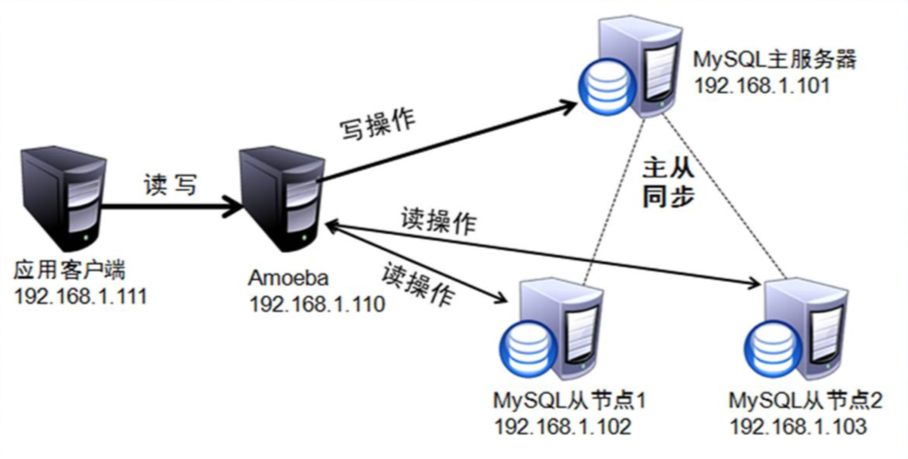 MySQL主服务器
192.168.1.101
写操作
读 写
主从
同步
读操作
读操作
应用客户端
192.168.1.111
Amoeba
192.168.1.110
MySQL从节点1
192.168.1.102
MySQL从节点2
192.168.1.103